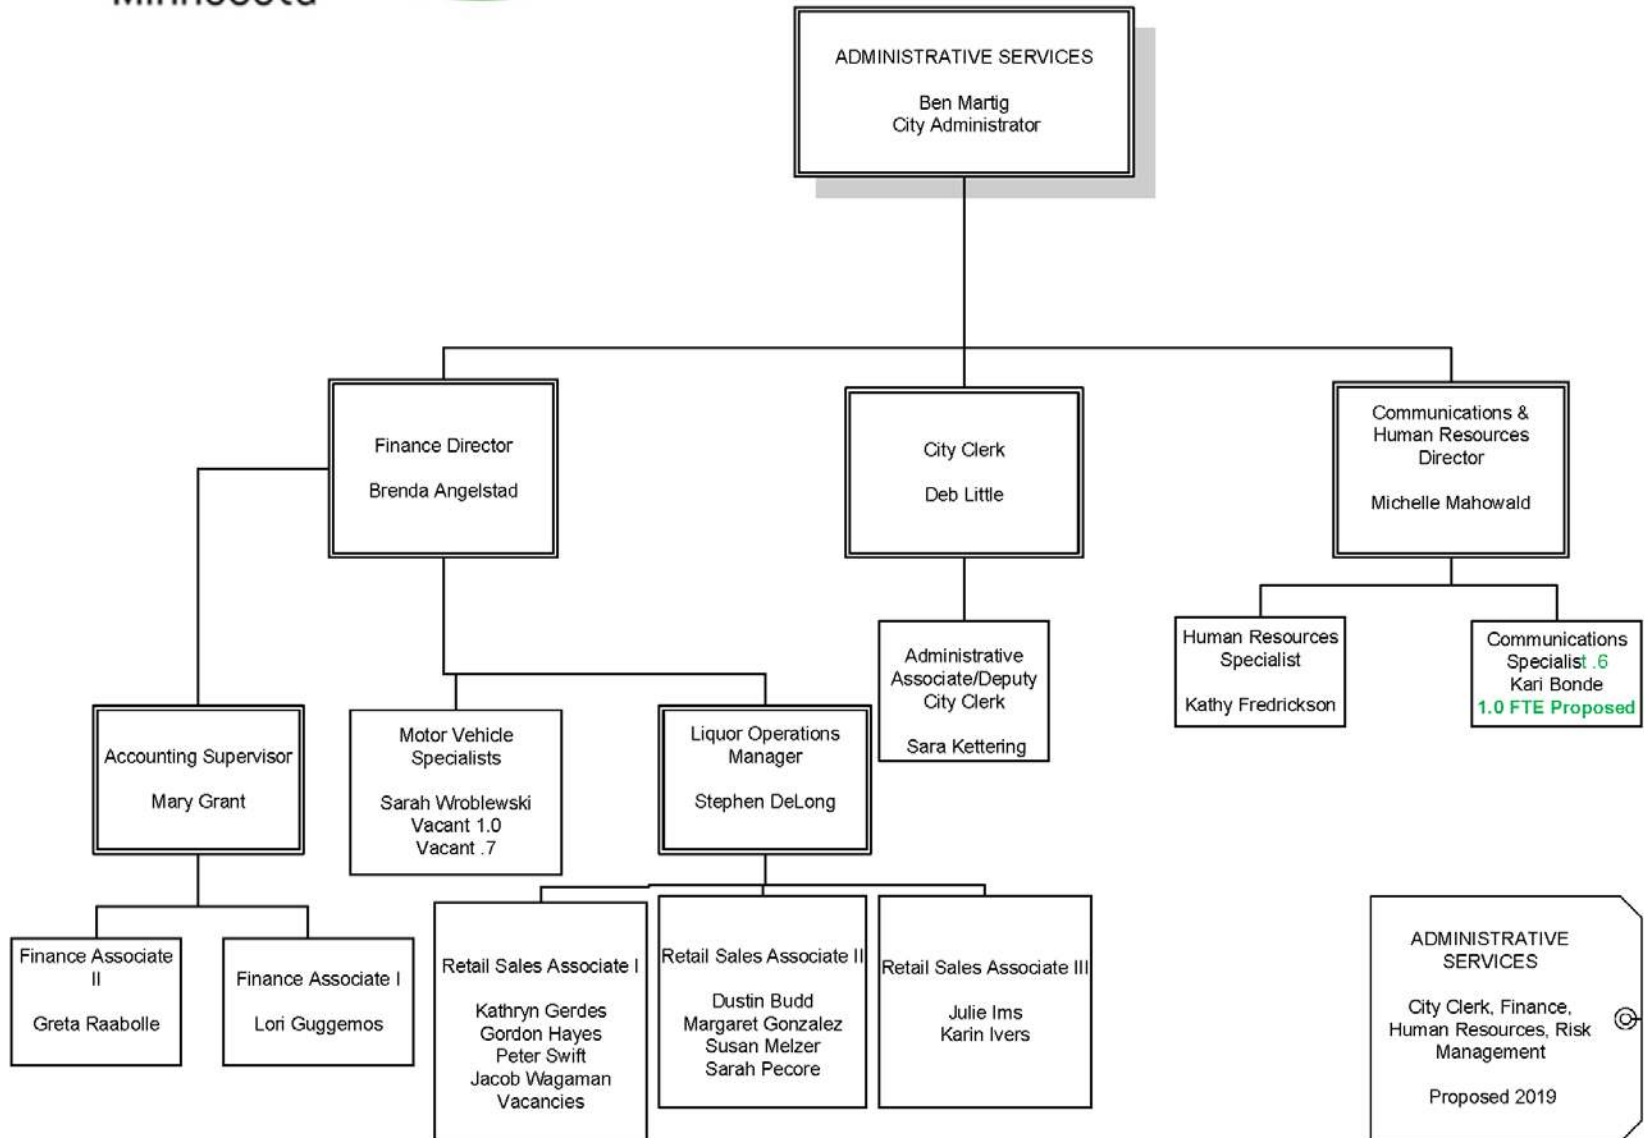 Minnesota
ADMINISTRATIVE SERVICES
Ben Martig
City Administrator
Finance Director
Brenda Angelstad
City Clerk
Deb Little
Communications &
Human Resources
Director
Michelle Mahowald
Administrative
Associate/Deputy
City Clerk
Sara Kettering
Human Resources
Specialist
Kathy Fredrickson
Communications
Specialist .6
Kari Bonde
1.0 FTE Proposed
Accounting Supervisor
Mary Grant
Motor Vehicle
Specialists
Sarah Wroblewski
Vacant 1.0
Vacant .7
Liquor Operations
Manager
Stephen DeLong
Finance Associate
II
Greta Raabolle
Finance Associate I
Lori Guggemos
Retail Sales Associate I
Kathryn Gerdes
Gordon Hayes
Peter Swift
Jacob Wagaman
Vacancies
Retail Sales Associate II
Dustin Budd
Margaret Gonzalez
Susan Melzer
Sarah Pecore
Retail Sales Associate III
Julie Ims
Karin Ivers
ADMINISTRATIVE
SERVICES
City Clerk, Finance,
Human Resources, Risk
Management
Proposed 2019